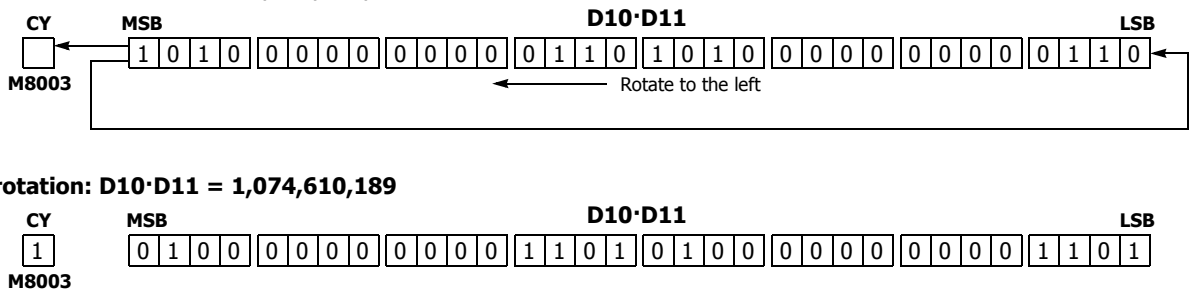 CY MSB D10·D11 LSB
1 0 1 0 0 0 0 0 0 0 0 0 0 1 1 0 1 0 1 0 0 0 0 0 0 0 0 0 0 1 1 0
M8003 Rotate to the left
rotation: D10·D11 = 1,074,610,189
CY MSB D10·D11 LSB
1 0 1 0 0 0 0 0 0 0 0 0 0 1 1 0 1 0 1 0 0 0 0 0 0 0 0 0 0 1 1 0 1
M8003